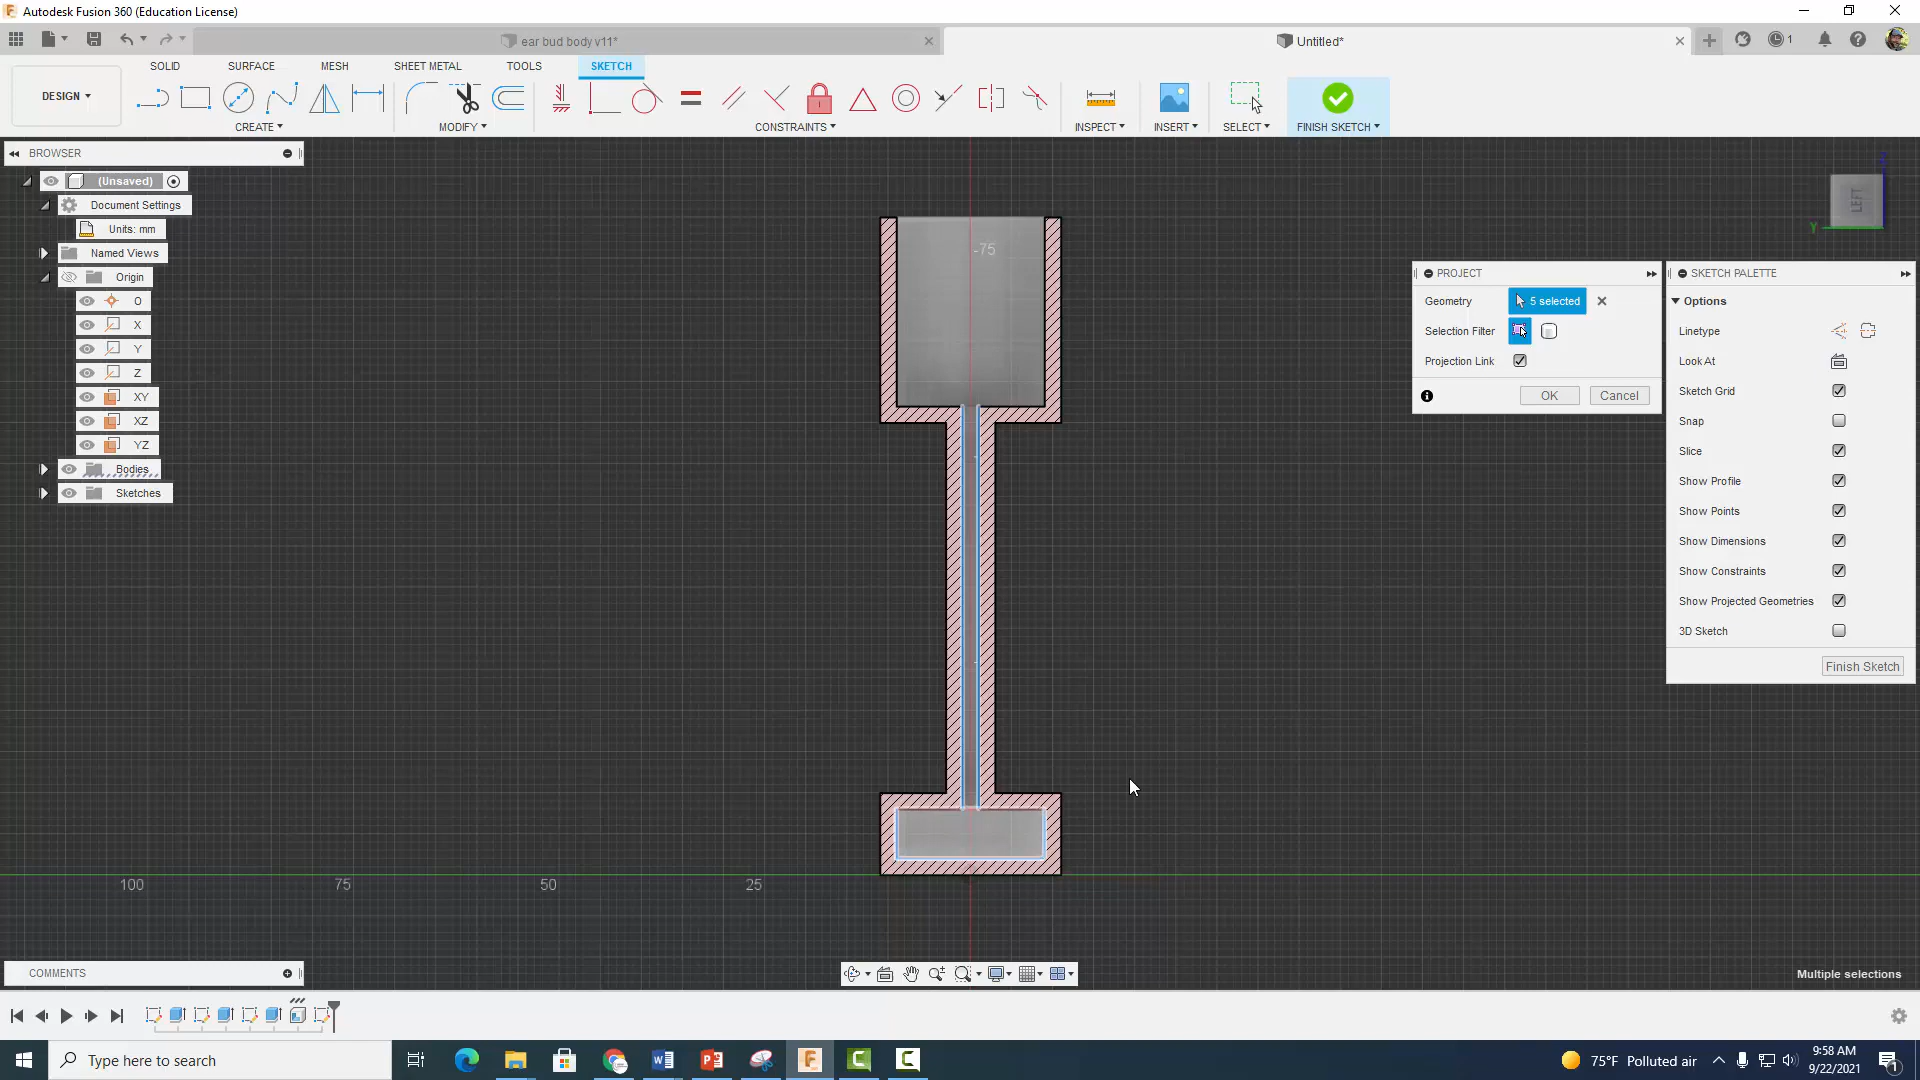 Autodesk Fusion 360 (Education License)
ear bud body v11*
Untitled*
1
DESIGN
SOLID
SURFACE
MESH
SHEET METAL
TOOLS
SKETCH
CREATE
MODIFY
CONSTRAINTS
INSPECT
INSERT
SELECT
FINISH SKETCH
BROWSER
(Unsaved)
Document Settings
Units: mm
Named Views
Origin
O
X
Y
Z
XY
XZ
YZ
Bodies
Sketches
-75
100
75
50
25
LEFT
Z
Y
PROJECT
Geometry
5 selected
Selection Filter
Projection Link
OK
Cancel
SKETCH PALETTE
Options
Linetype
Look At
Sketch Grid
Snap
Slice
Show Profile
Show Points
Show Dimensions
Show Constraints
Show Projected Geometries
3D Sketch
Finish Sketch
COMMENTS
Multiple selections
Type here to search
75°F Polluted air
9:58 AM
9/22/2021
1